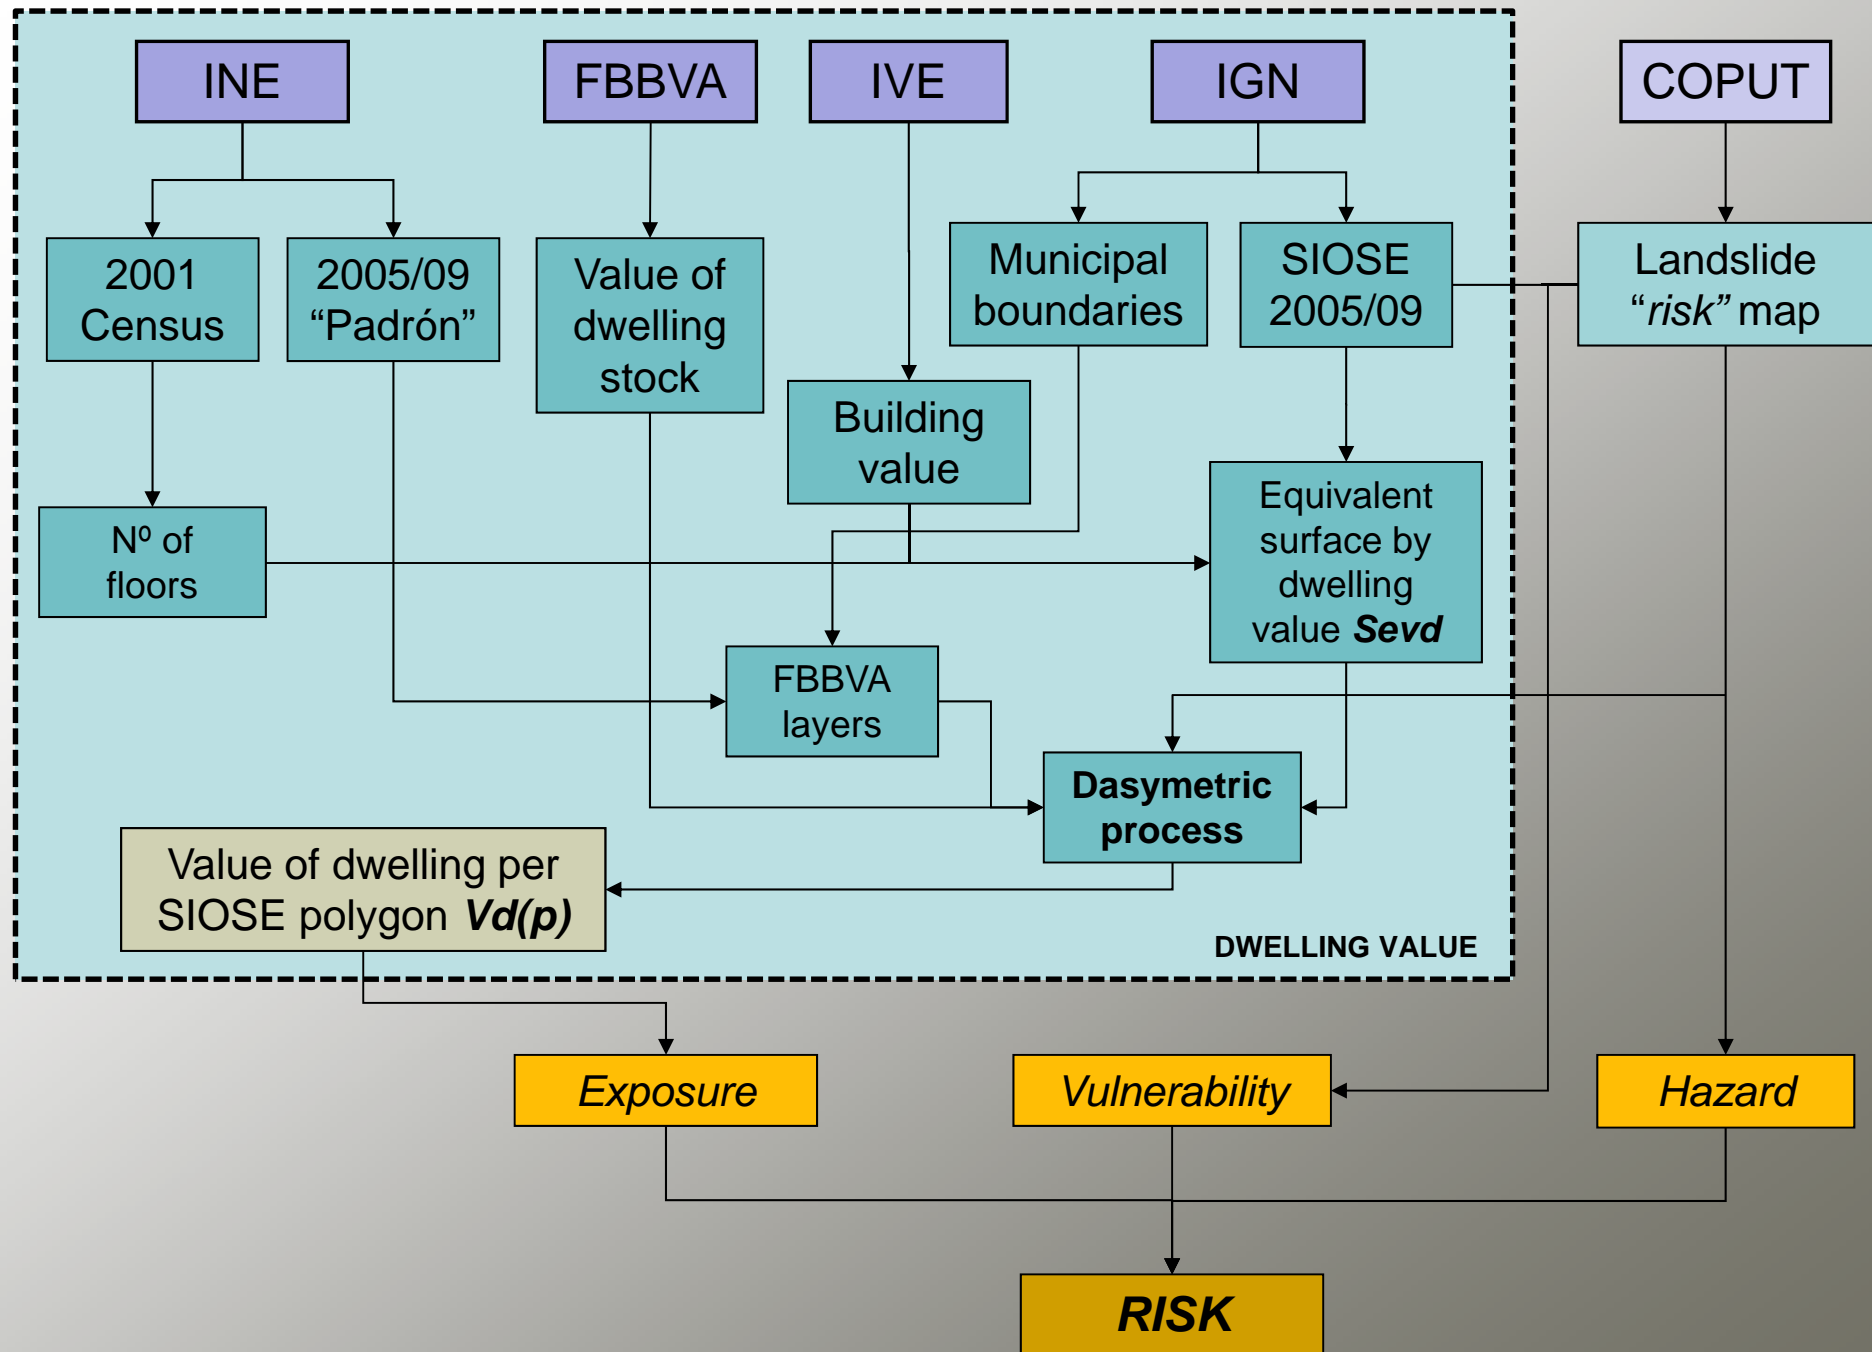 INE
FBBVA
IVE
IGN
COPUT
2001
Census
2005/09
“Padrón”
Value of
dwelling
stock
Municipal
boundaries
SIOSE
2005/09
Landslide
“risk” map
Building
value
Nº of
floors
Equivalent
surface by
dwelling
value Sevd
FBBVA
layers
Dasymetric
process
Value of dwelling per
SIOSE polygon Vd(p)
DWELLING VALUE
Exposure
Vulnerability
Hazard
RISK